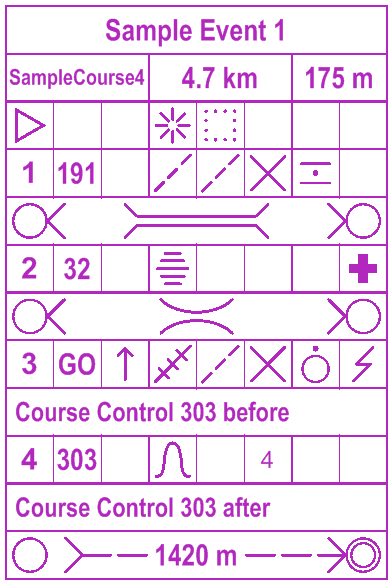 Sample Event 1
SampleCourse4 4.7 km 175 m
1 191
2 32
3 GO
Course Control 303 before
4 303 4
Course Control 303 after
1420 m